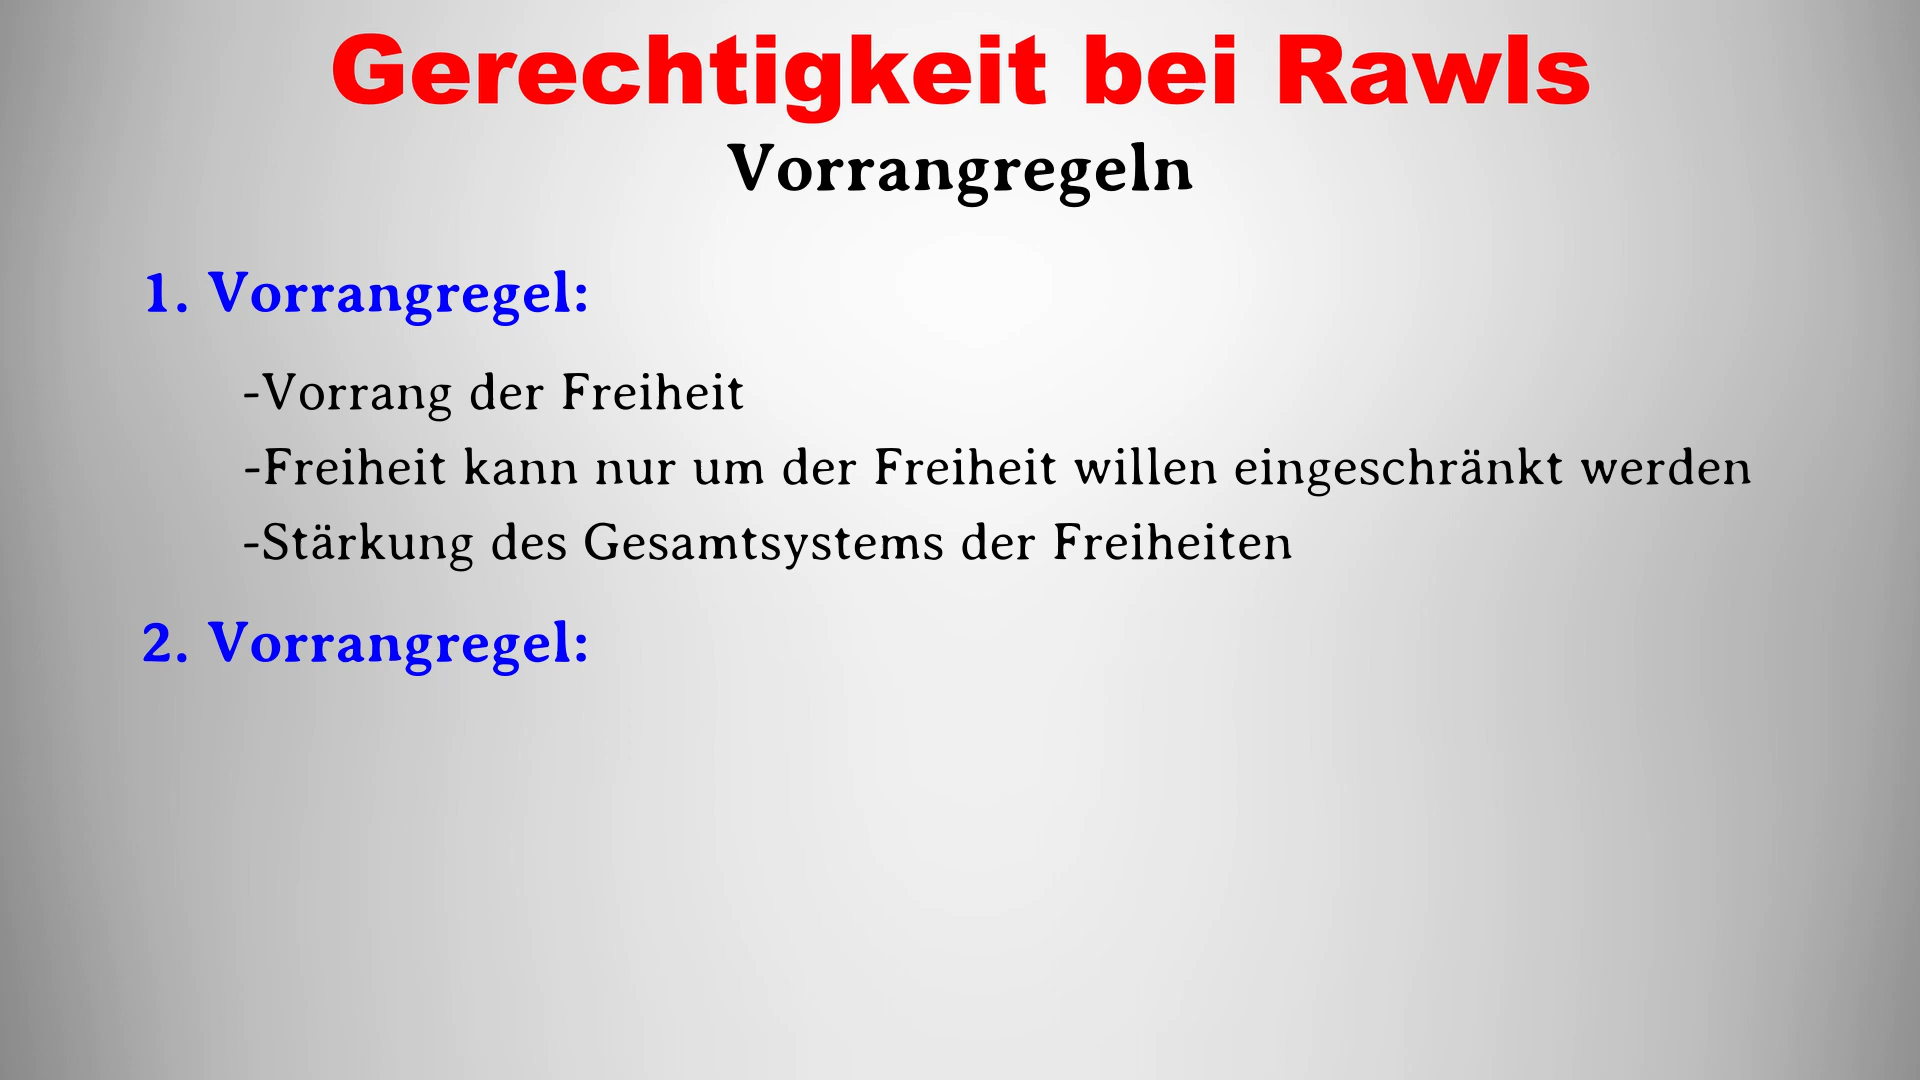 Gerechtigkeit bei Rawls
Vorrangregeln
1. Vorrangregel:
-Vorrang der Freiheit
-Freiheit kann nur um der Freiheit willen eingeschränkt werden
-Stärkung des Gesamtsystems der Freiheiten
2. Vorrangregel: